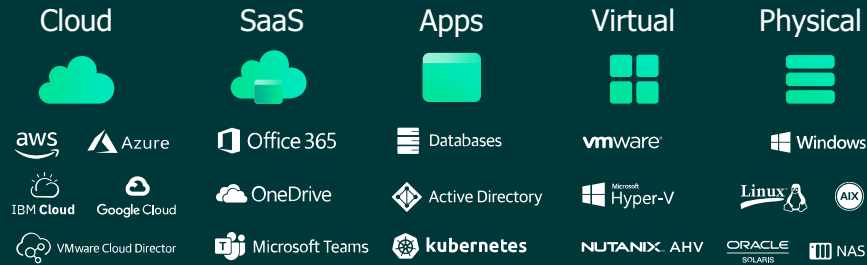 Cloud SaaS Apps Virtual Physical
aws Azure Office 365 Databases vmware® Windows
IBM Cloud Google Cloud OneDrive Active Directory Microsoft Hyper-V Linux AIX
VMware Cloud Director Microsoft Teams kubernetes NUTANIX AHV ORACLE SOLARIS NAS